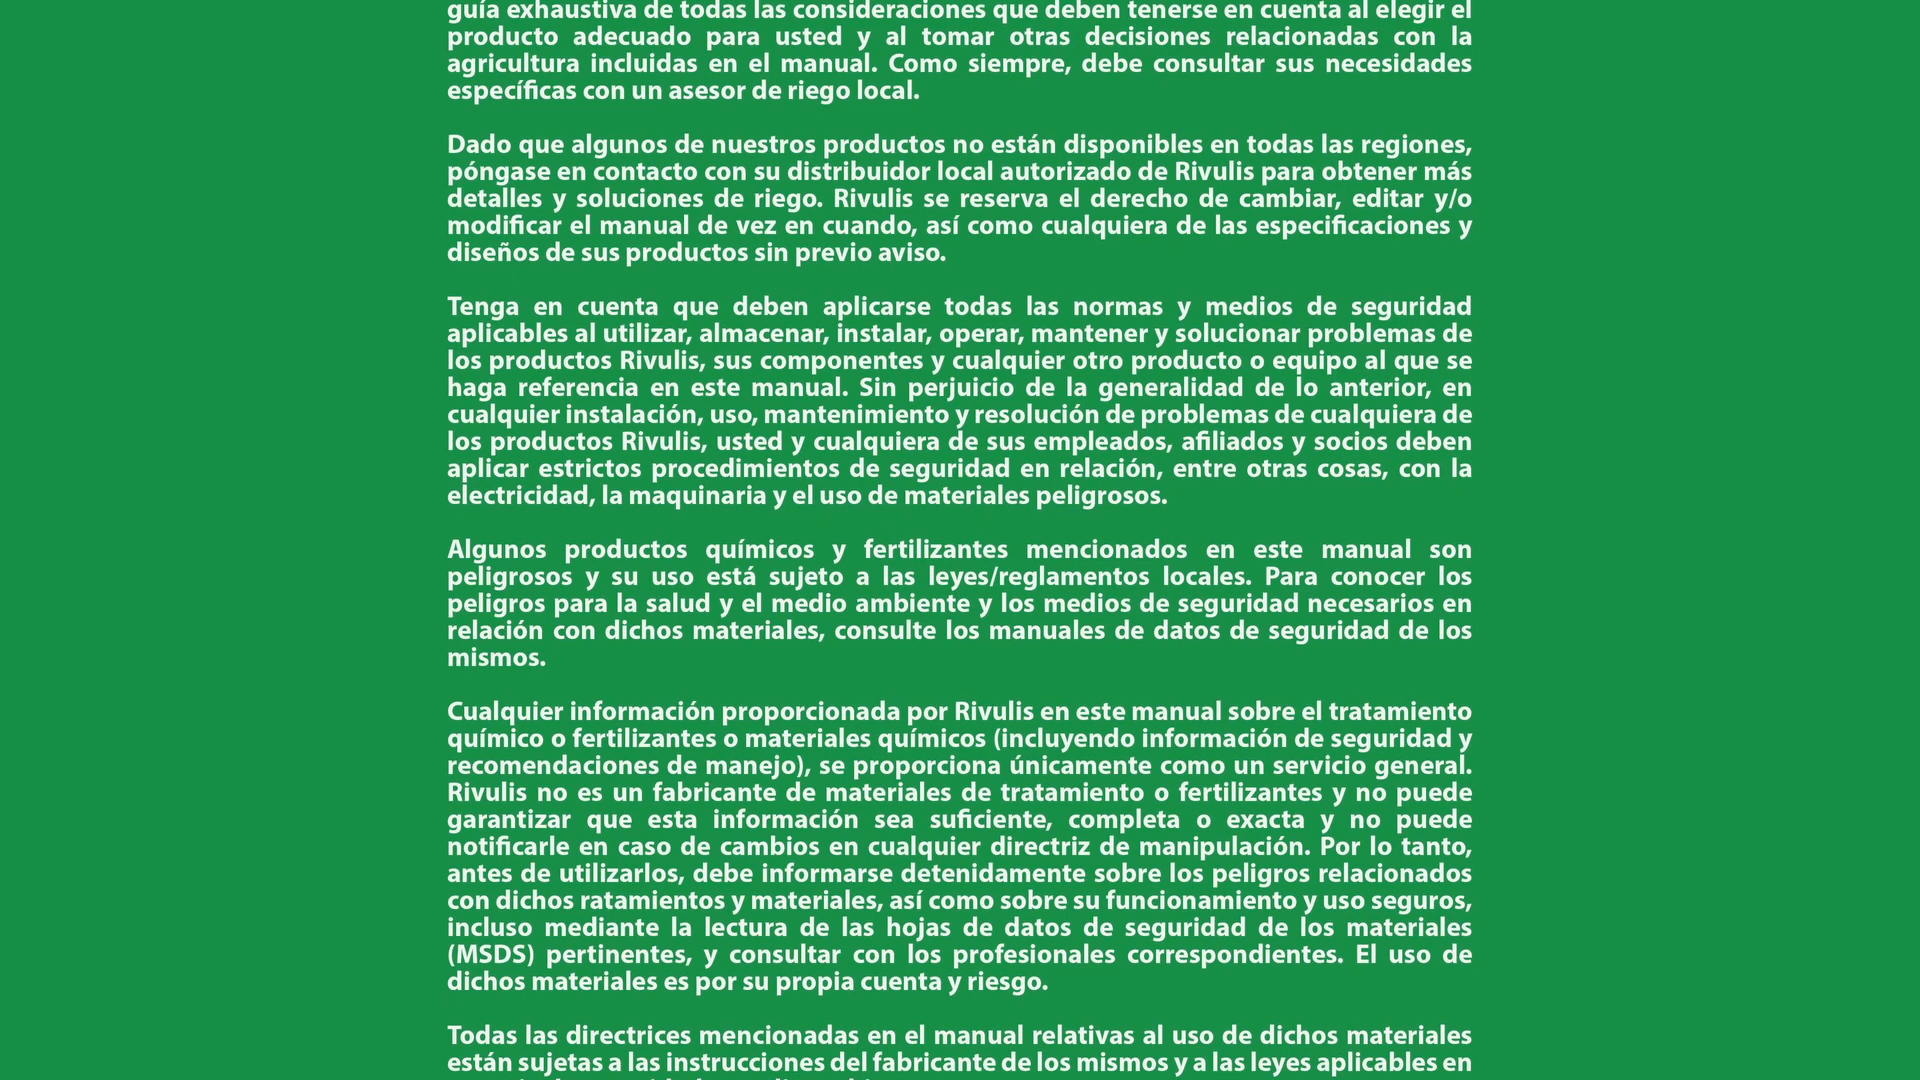 guía exhaustiva de todas las consideraciones que deben tenerse en cuenta al elegir el
producto adecuado para usted y al tomar otras decisiones relacionadas con la
agricultura incluidas en el manual. Como siempre, debe consultar sus necesidades
específicas con un asesor de riego local.
Dado que algunos de nuestros productos no están disponibles en todas las regiones,
póngase en contacto con su distribuidor local autorizado de Rivulis para obtener más
detalles y soluciones de riego. Rivulis se reserva el derecho de cambiar, editar y/o
modificar el manual de vez en cuando, así como cualquiera de las especificaciones y
diseños de sus productos sin previo aviso.
Tenga en cuenta que deben aplicarse todas las normas y medios de seguridad
aplicables al utilizar, almacenar, instalar, operar, mantener y solucionar problemas de
los productos Rivulis, sus componentes y cualquier otro producto o equipo al que se
haga referencia en este manual. Sin perjuicio de la generalidad de lo anterior, en
cualquier instalación, uso, mantenimiento y resolución de problemas de cualquiera de
los productos Rivulis, usted y cualquiera de sus empleados, afiliados y socios deben
aplicar estrictos procedimientos de seguridad en relación, entre otras cosas, con la
electricidad, la maquinaria y el uso de materiales peligrosos.
Algunos productos químicos y fertilizantes mencionados en este manual son
peligrosos y su uso está sujeto a las leyes/reglamentos locales. Para conocer los
peligros para la salud y el medio ambiente y los medios de seguridad necesarios en
relación con dichos materiales, consulte los manuales de datos de seguridad de los
mismos.
Cualquier información proporcionada por Rivulis en este manual sobre el tratamiento
químico o fertilizantes o materiales químicos (incluyendo información de seguridad y
recomendaciones de manejo), se proporciona únicamente como un servicio general.
Rivulis no es un fabricante de materiales de tratamiento o fertilizantes y no puede
garantizar que esta información sea suficiente, completa o exacta y no puede
notificarle en caso de cambios en cualquier directriz de manipulación. Por lo tanto,
antes de utilizarlos, debe informarse detenidamente sobre los peligros relacionados
con dichos ratamientos y materiales, así como sobre su funcionamiento y uso seguros,
incluso mediante la lectura de las hojas de datos de seguridad de los materiales
(MSDS) pertinentes, y consultar con los profesionales correspondientes. El uso de
dichos materiales es por su propia cuenta y riesgo.
Todas las directrices mencionadas en el manual relativas al uso de dichos materiales
están sujetas a las instrucciones del fabricante de los mismos y a las leyes aplicables en